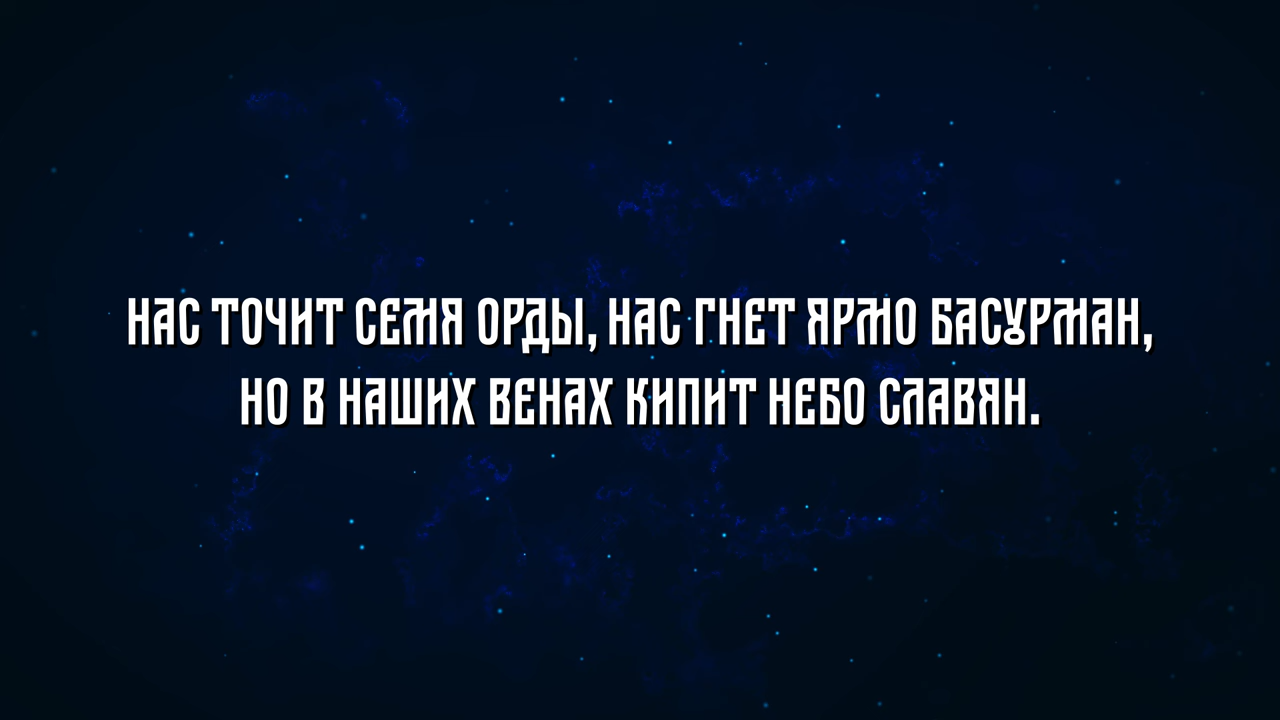 НАС ТОЧИТ СЕМЯ ОРДЫ, НАС ГНЕТ ЯРМО БАСУРМАН,
НО В НАШИХ ВЕНАХ КИПИТ НЕБО СЛАВЯН.